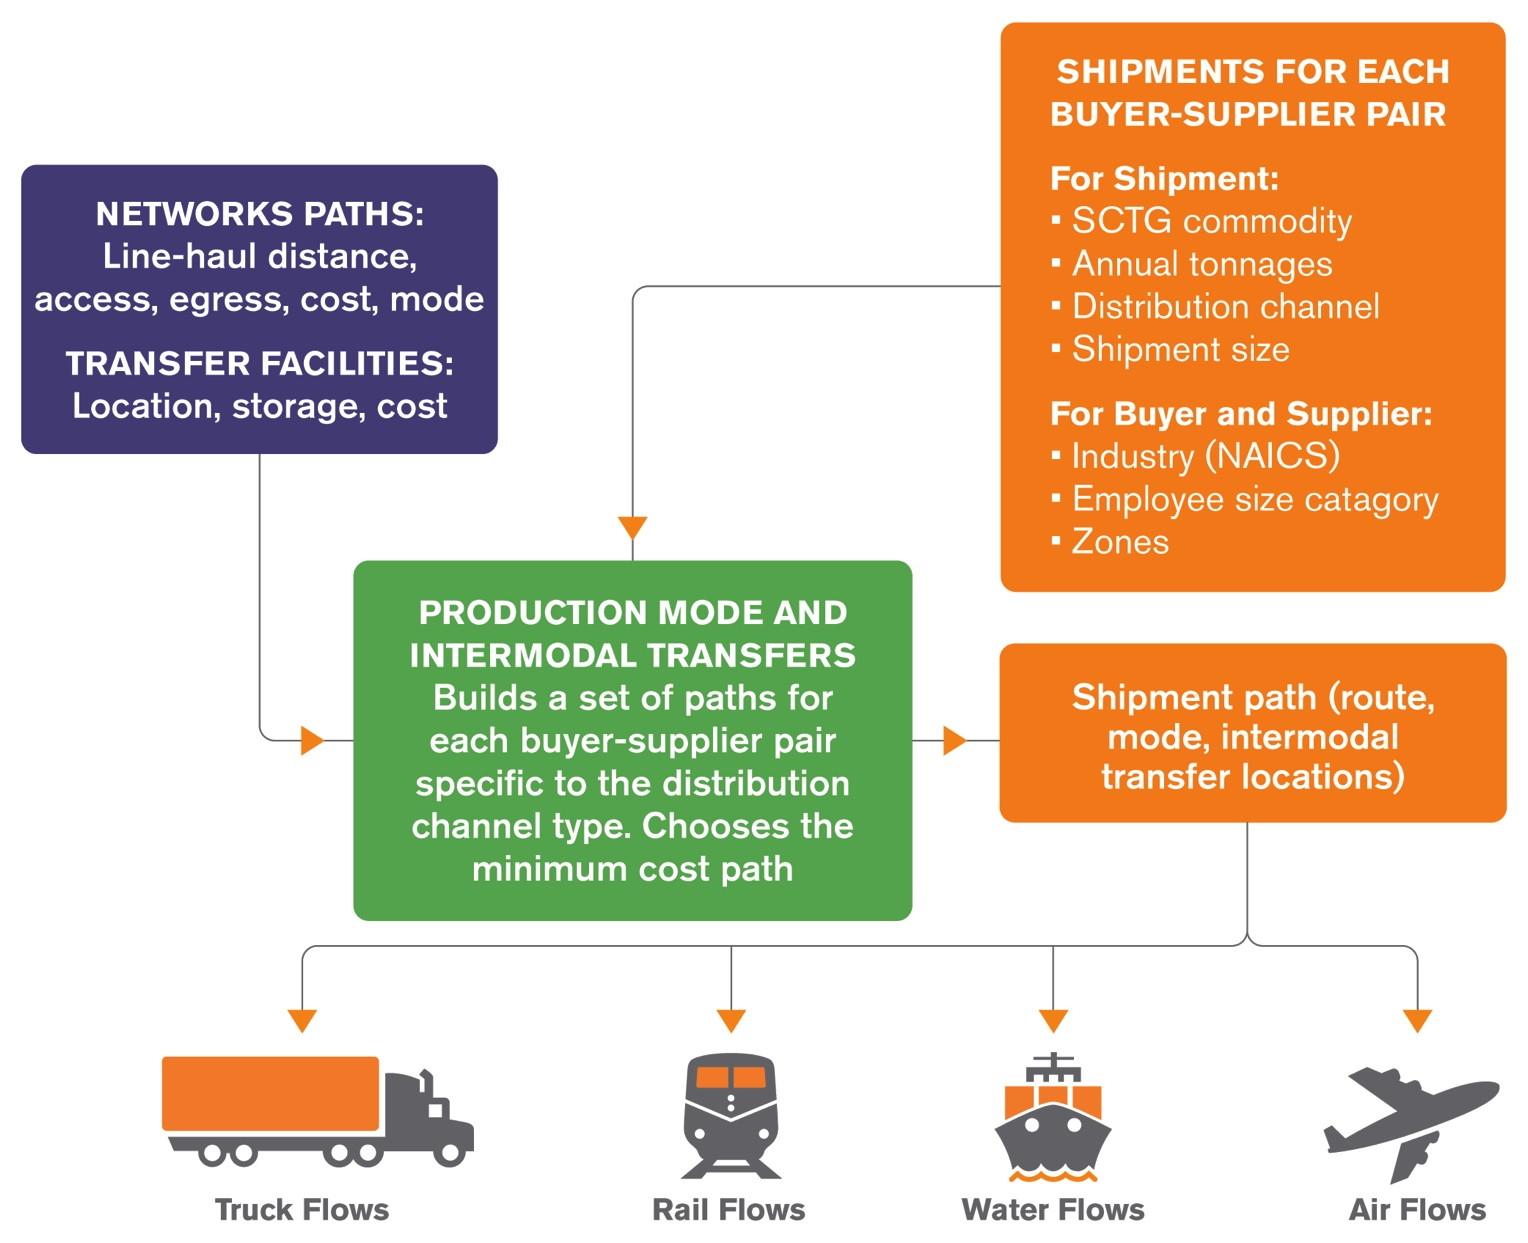 NETWORKS PATHS:
Line-haul distance,
access, egress, cost, mode
TRANSFER FACILITIES:
Location, storage, cost
SHIPMENTS FOR EACH
BUYER-SUPPLIER PAIR
For Shipment:
▪ SCTG commodity
▪ Annual tonnages
▪ Distribution channel
▪ Shipment size
For Buyer and Supplier:
▪ Industry (NAICS)
▪ Employee size catagory
▪ Zones
PRODUCTION MODE AND
INTERMODAL TRANSFERS
Builds a set of paths for
each buyer-supplier pair
specific to the distribution
channel type. Chooses the
minimum cost path
Shipment path (route,
mode, intermodal
transfer locations)
Truck Flows
Rail Flows
Water Flows
Air Flows